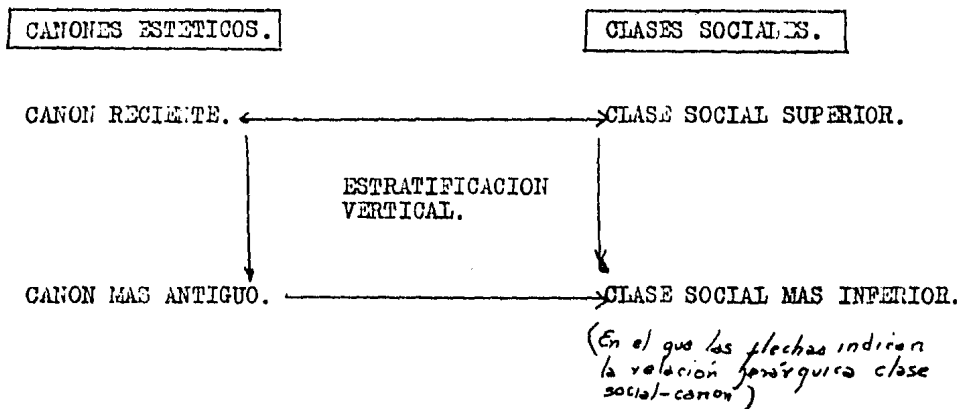 CANONES ESTETICOS.
CLASES SOCIALES.
CANON RECIENTE.
CLASE SOCIAL SUPERIOR.
ESTRATIFICACION
VERTICAL.
CANON MAS ANTIGUO.
CLASE SOCIAL MAS INFERIOR.
(En el que las flechas indican
la relación jerárquica clase
social-canon)